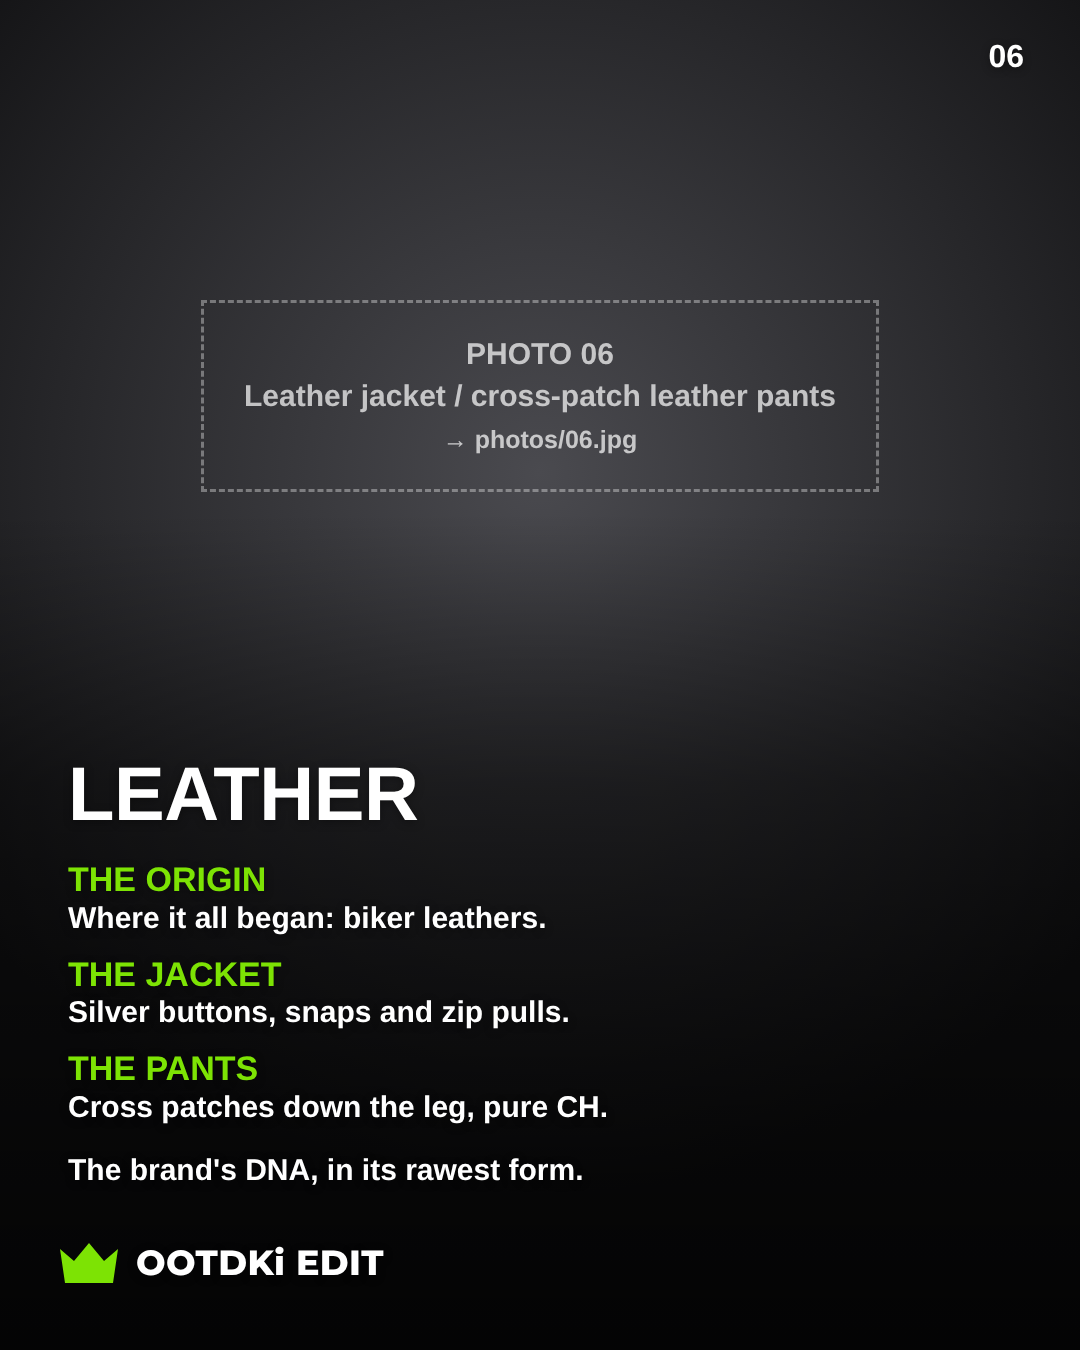 06
PHOTO 06
Leather jacket / cross-patch leather pants
→ photos/06.jpg
LEATHER
THE ORIGIN
Where it all began: biker leathers.
THE JACKET
Silver buttons, snaps and zip pulls.
THE PANTS
Cross patches down the leg, pure CH.
The brand's DNA, in its rawest form.
OOTDKi EDIT